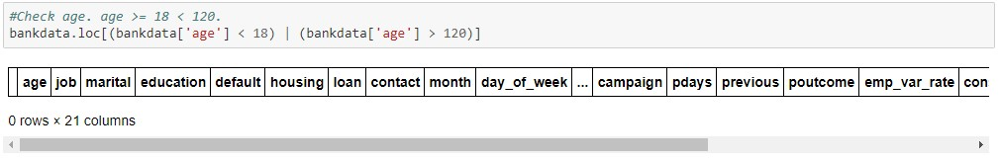 #Check age. age >= 18 < 120.
bankdata.loc[(bankdata['age'] < 18) | (bankdata['age'] > 120)]
age job marital education default housing loan contact month day_of_week ... campaign pdays previous poutcome emp_var_rate con
0 rows × 21 columns